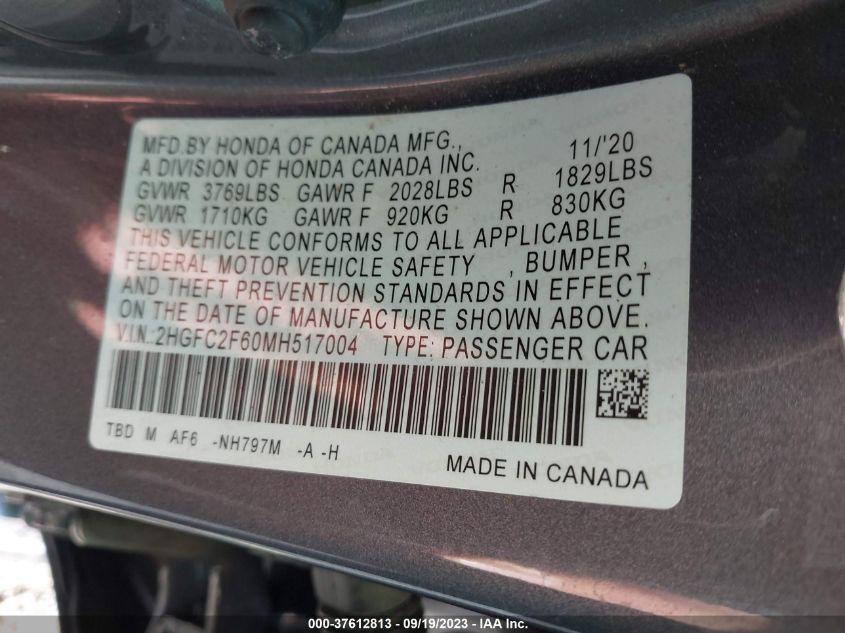 MFD.BY HONDA OF CANADA MFG., 11/'20
A DIVISION OF HONDA CANADA INC.
GVWR 3769LBS GAWR F 2028LBS R 1829LBS
GVWR 1710KG GAWR F 920KG R 830KG
THIS VEHICLE CONFORMS TO ALL APPLICABLE
FEDERAL MOTOR VEHICLE SAFETY , BUMPER ,
AND THEFT PREVENTION STANDARDS IN EFFECT
ON THE DATE OF MANUFACTURE SHOWN ABOVE.
V.I.N.:2HGFC2F60MH517004 TYPE: PASSENGER CAR
TBD M AF6 -NH797M -A -H
MADE IN CANADA
000-37612813 - 09/19/2023 - IAAI.com